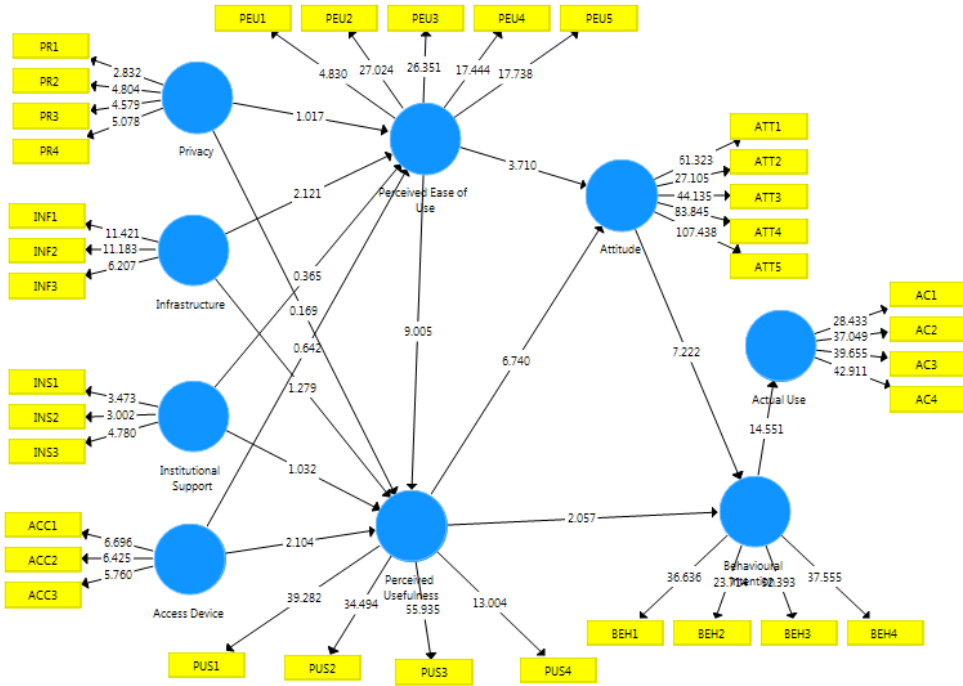 PEU1
PEU2
PEU3
PEU4
PEU5
4.830
27.024
26.351
17.444
17.738
PR1
PR2
PR3
PR4
2.832
4.804
4.579
5.078
Privacy
1.017
Perceived Ease of
Use
3.710
ATT1
ATT2
ATT3
ATT4
ATT5
61.323
27.105
44.135
83.845
107.438
Attitude
INF1
INF2
INF3
11.421
11.183
6.207
Infrastructure
2.121
0.365
0.169
0.642
1.279
9.005
6.740
7.222
AC1
AC2
AC3
AC4
28.433
37.049
39.655
42.911
Actual Use
14.551
INS1
INS2
INS3
3.473
3.002
4.780
Institutional
Support
1.032
ACC1
ACC2
ACC3
6.696
6.425
5.760
Access Device
2.104
2.057
Perceived
Usefulness
39.282
34.494
55.935
13.004
PUS1
PUS2
PUS3
PUS4
Behavioural
36.636
37.555
BEH1
BEH2
BEH3
BEH4